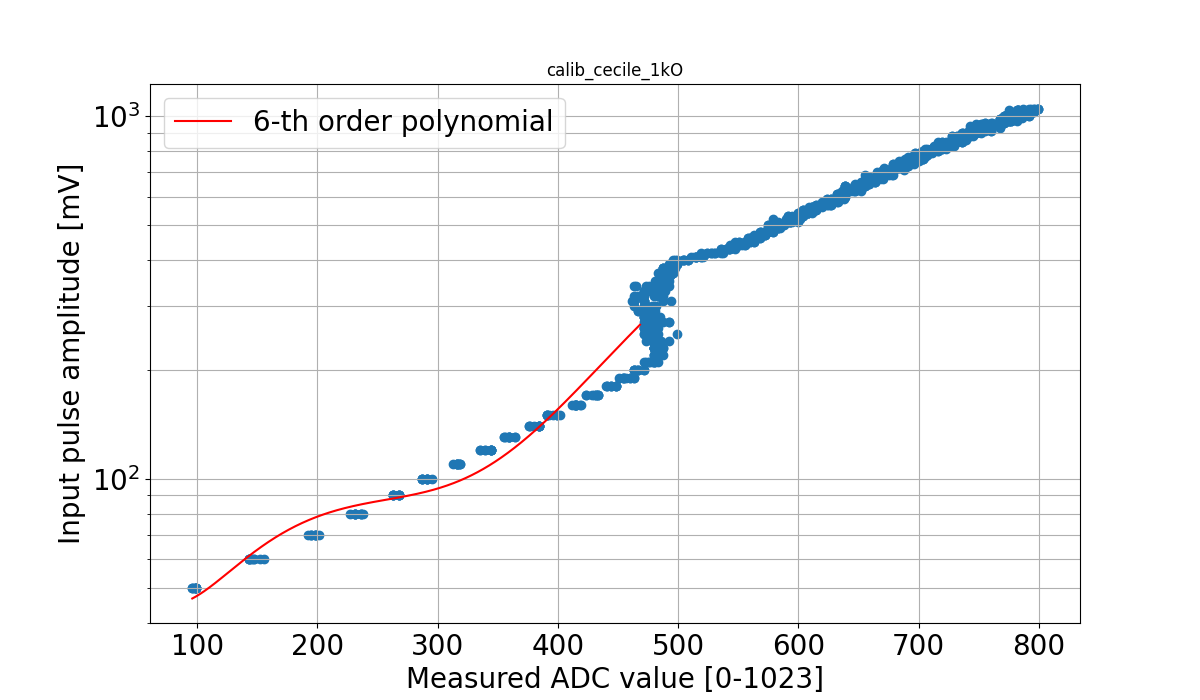 calib_cecile_1kO
6-th order polynomial
10³
10²
Input pulse amplitude [mV]
100 200 300 400 500 600 700 800
Measured ADC value [0-1023]